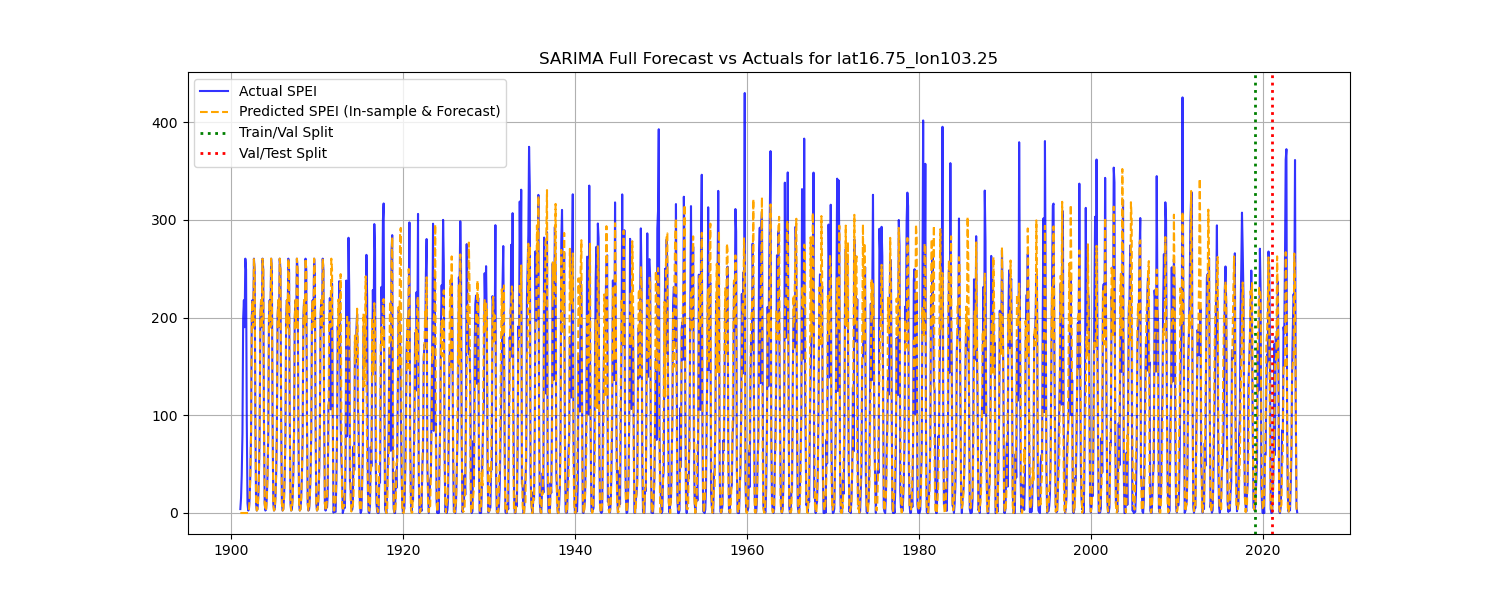 SARIMA Full Forecast vs Actuals for lat16.75_lon103.25
Actual SPEI
Predicted SPEI (In-sample & Forecast)
Train/Val Split
Val/Test Split
400
300
200
100
0
1900 1920 1940 1960 1980 2000 2020